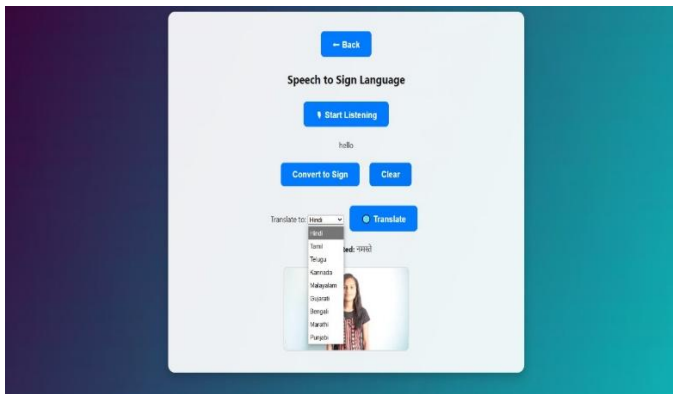 ← Back
Speech to Sign Language
Start Listening
hello
Convert to Sign Clear
Translate to: Hindi Translate
Hindi
ted: नमस्ते
Tamil
Telugu
Kannada
Malayalam
Gujarati
Bengali
Marathi
Punjabi